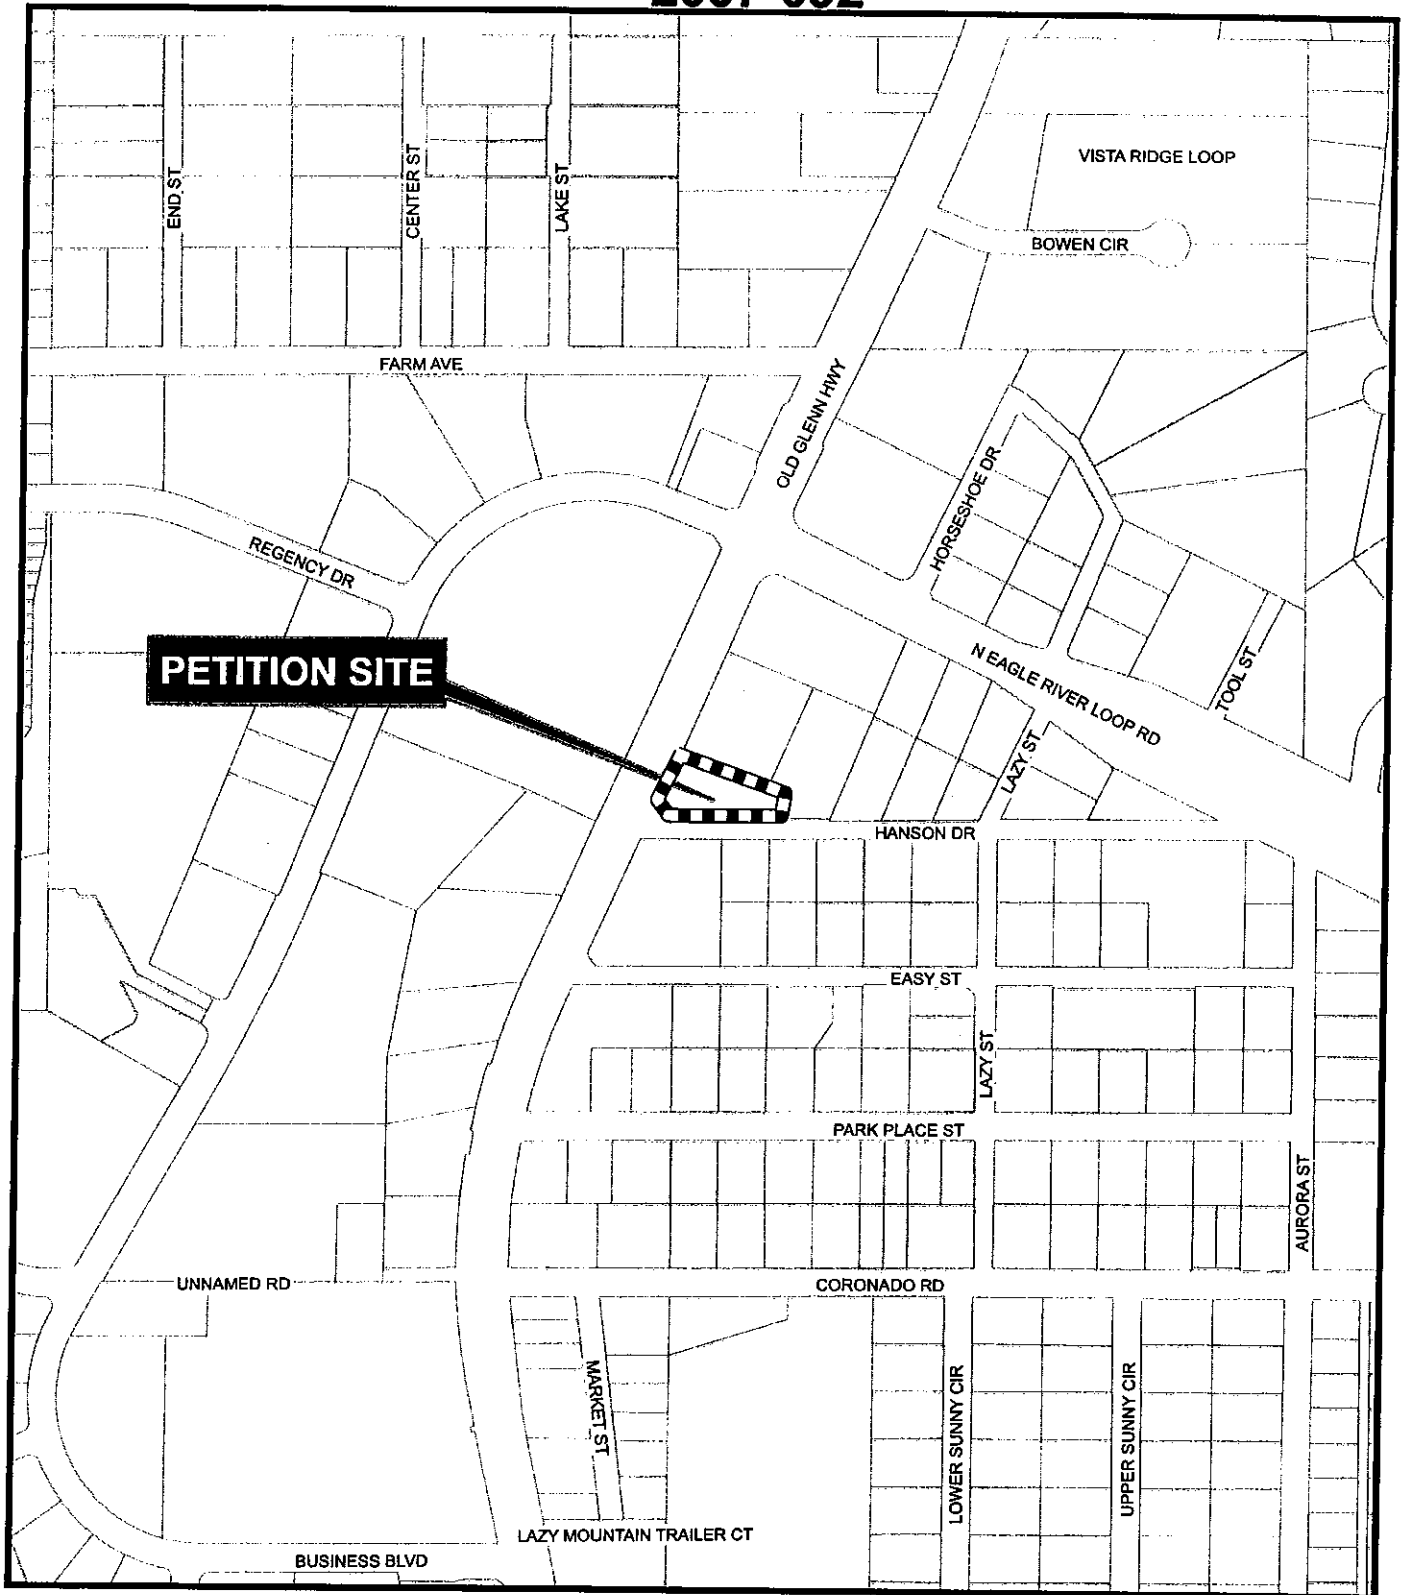 VISTA RIDGE LOOP
END ST
CENTER ST
LAKE ST
BOWEN CIR
FARM AVE
OLD GLENN HWY
HORSESHOE DR
REGENCY DR
PETITION SITE
N EAGLE RIVER LOOP RD
TOOL ST
LAZY ST
HANSON DR
EASY ST
LAZY ST
PARK PLACE ST
AURORA ST
UNNAMED RD
CORONADO RD
MARKET ST
LOWER SUNNY CIR
UPPER SUNNY CIR
LAZY MOUNTAIN TRAILER CT
BUSINESS BLVD